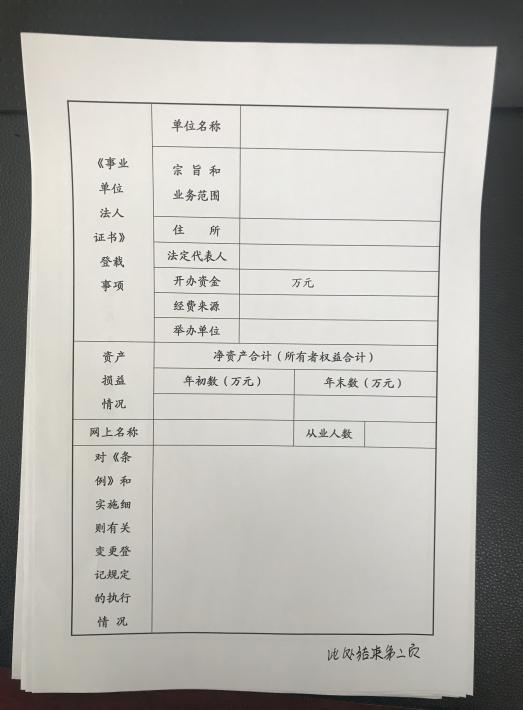 《事业
单位
法人
证书》
登载
事项
单位名称
宗旨和
业务范围
住 所
法定代表人
开办资金
万元
经费来源
举办单位
资产
损益
情况
净资产合计（所有者权益合计）
年初数（万元）
年末数（万元）
网上名称
从业人数
对《条
例》和
实施细
则有关
变更登
记规定
的执行
情 况
此处结束第二页